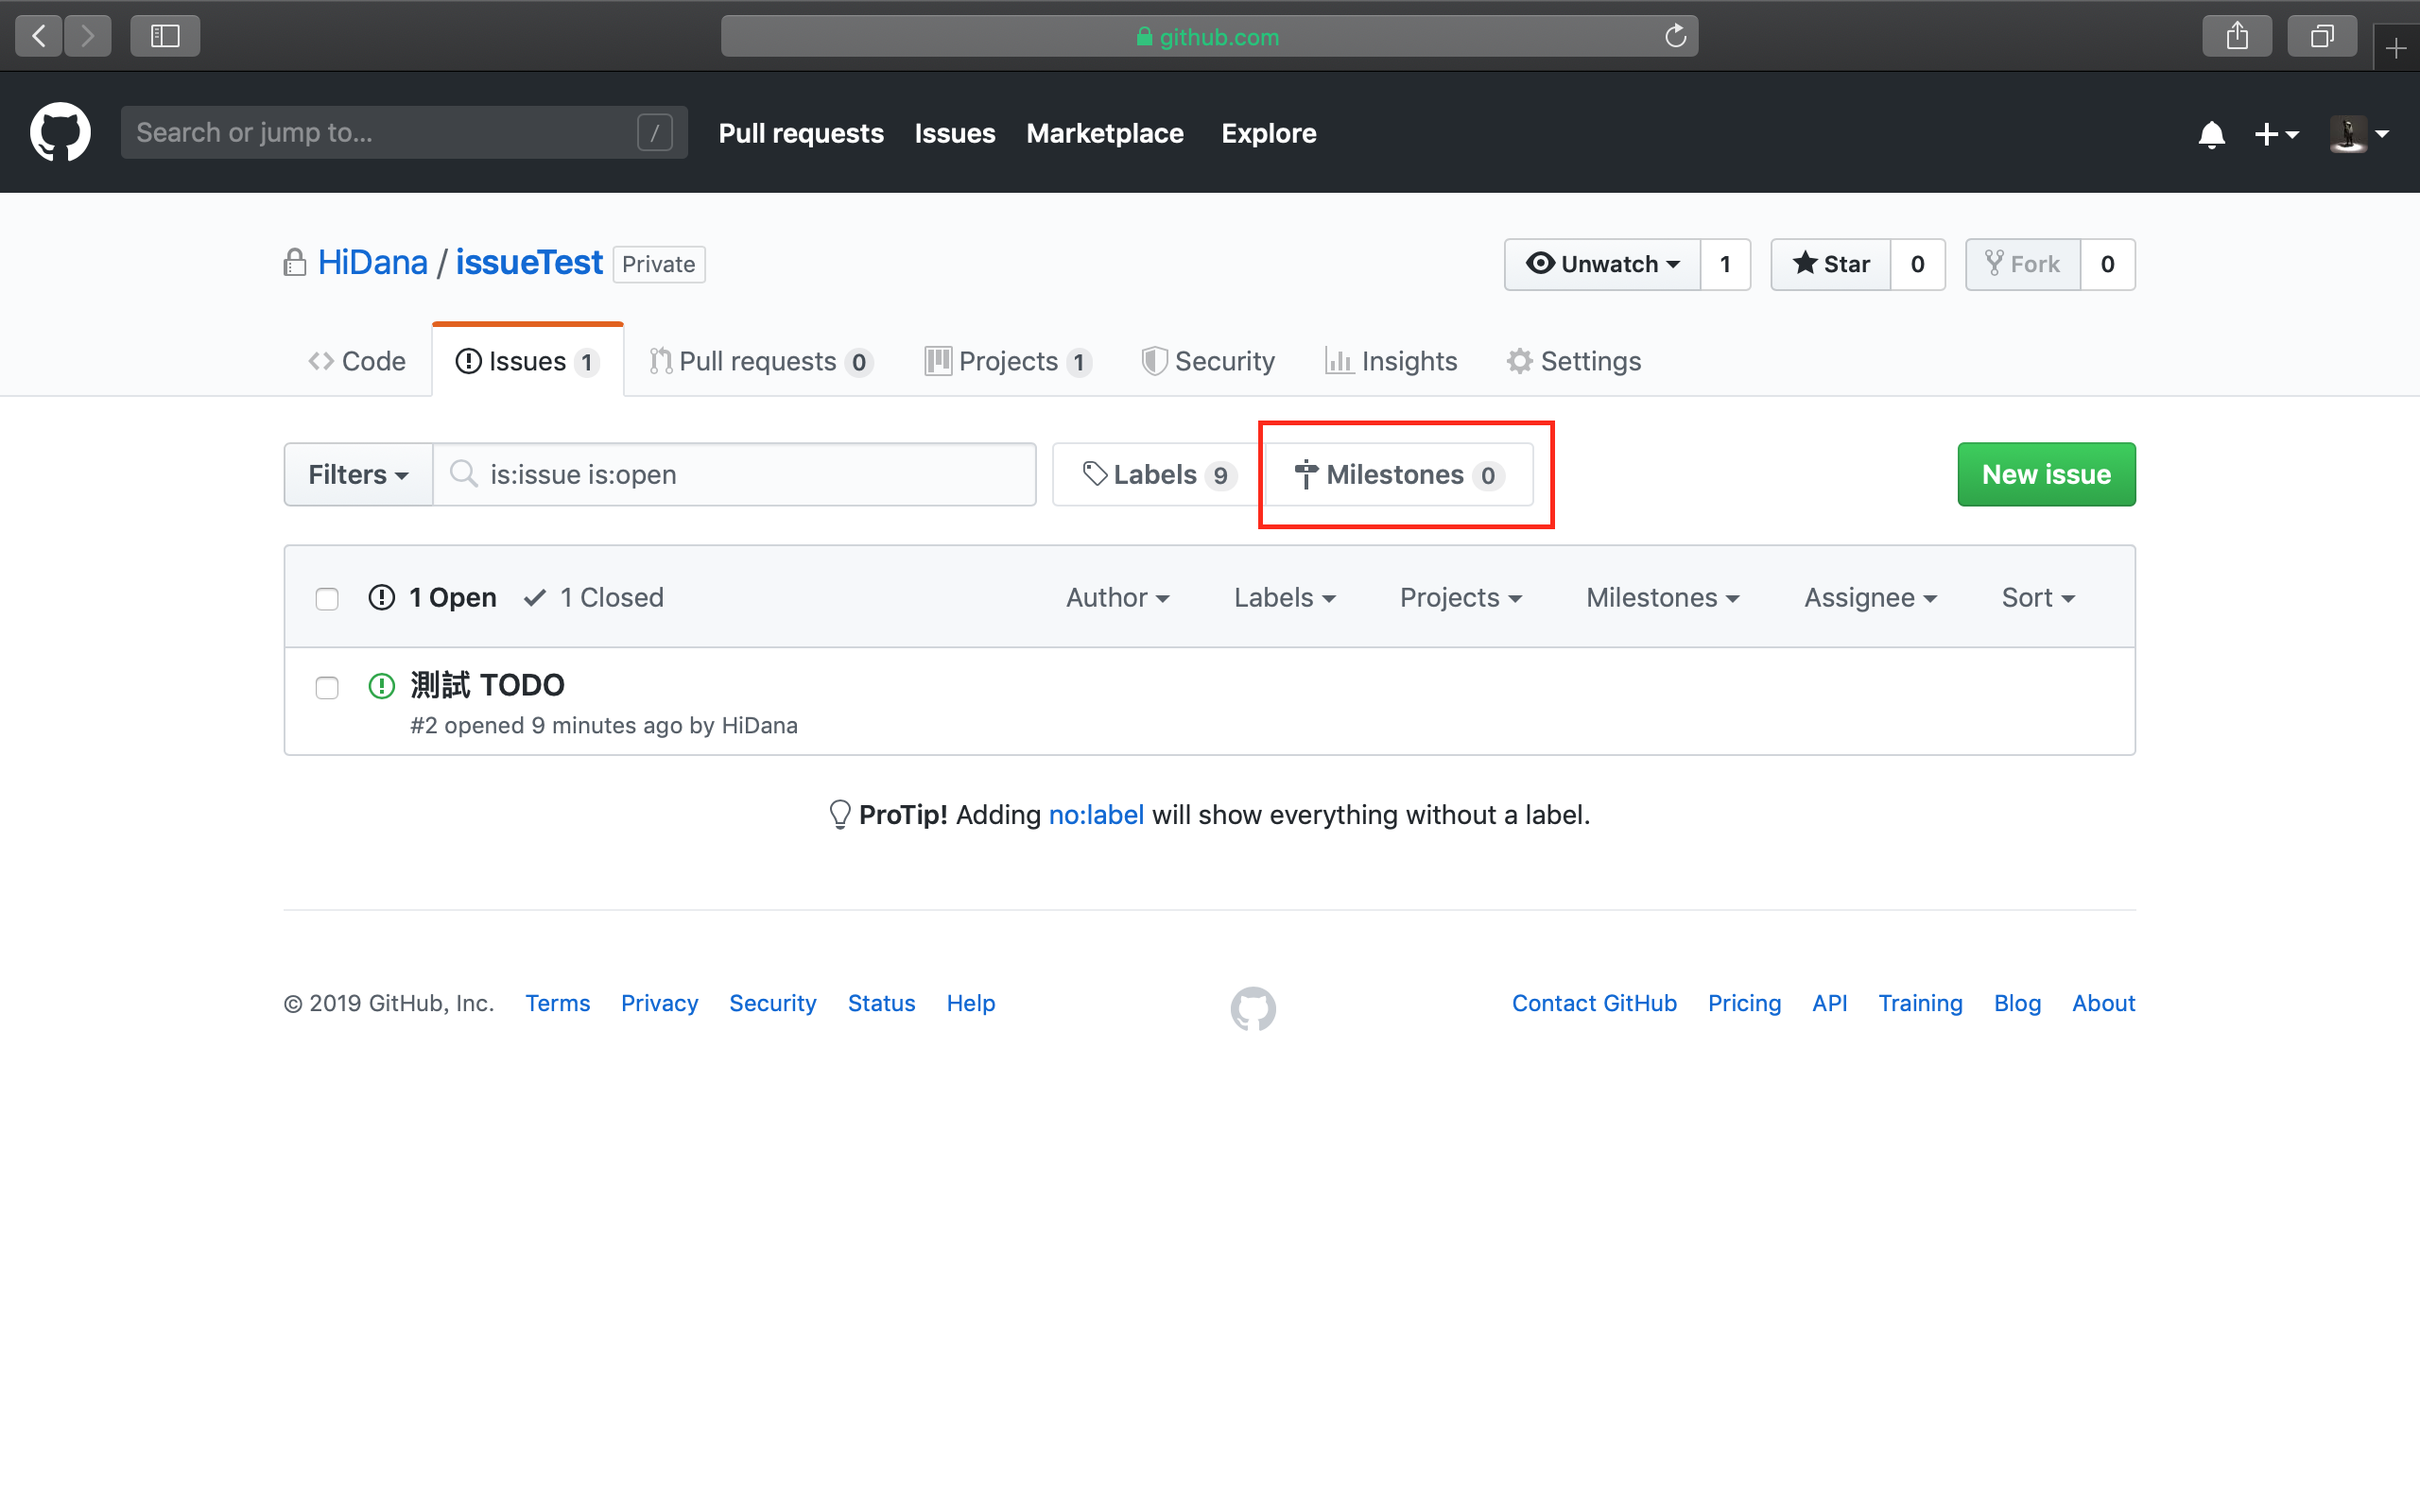 github.com
Search or jump to... /
Pull requests Issues Marketplace Explore
HiDana / issueTest Private
Unwatch 1 Star 0 Fork 0
Code Issues 1 Pull requests 0 Projects 1 Security Insights Settings
Filters is:issue is:open Labels 9 Milestones 0 New issue
1 Open 1 Closed Author Labels Projects Milestones Assignee Sort
測試 TODO
#2 opened 9 minutes ago by HiDana
ProTip! Adding no:label will show everything without a label.
© 2019 GitHub, Inc. Terms Privacy Security Status Help Contact GitHub Pricing API Training Blog About